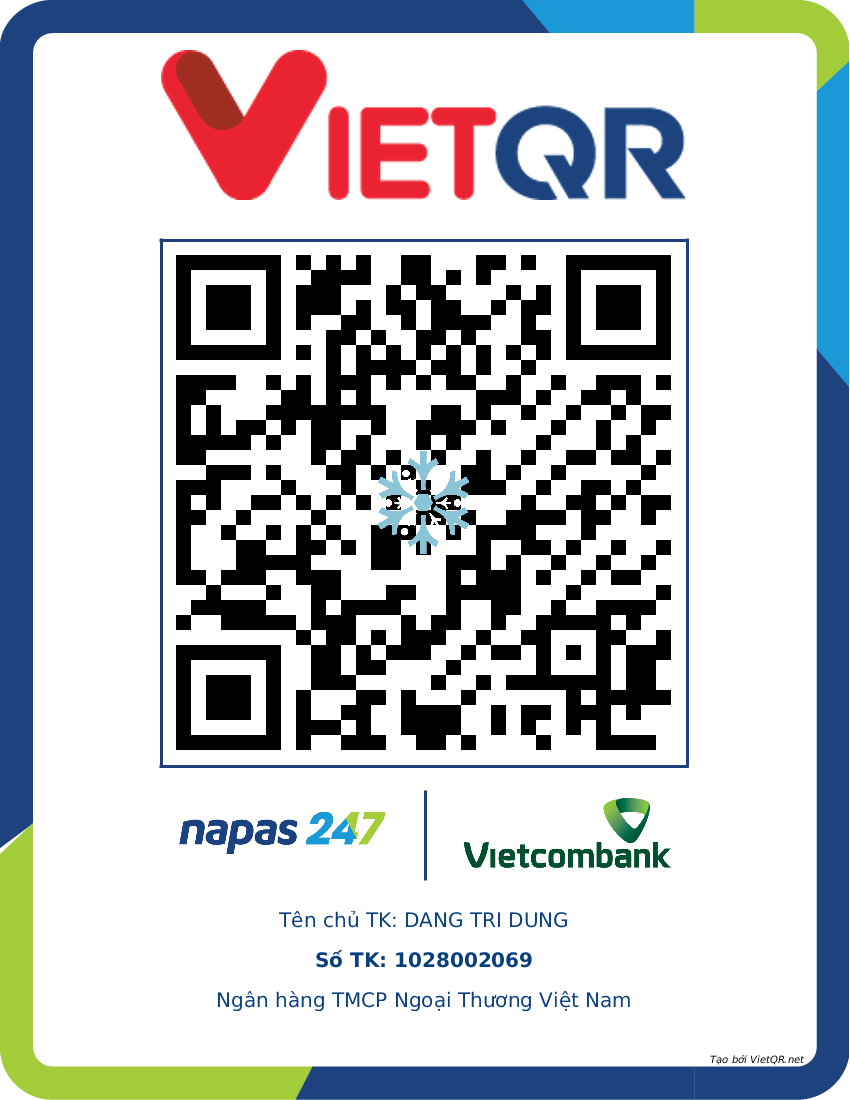 VIETQR
napas 247
Vietcombank
Tên chủ TK: DANG TRI DUNG
Số TK: 1028002069
Ngân hàng TMCP Ngoại Thương Việt Nam
Tạo bởi VietQR.net